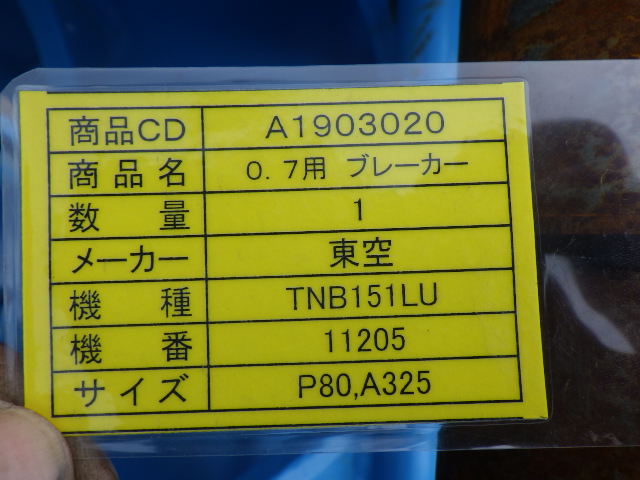 商品CD A1903020
商品名 0.7用 ブレーカー
数量 1
メーカー 東空
機種 TNB151LU
機番 11205
サイズ P80,A325